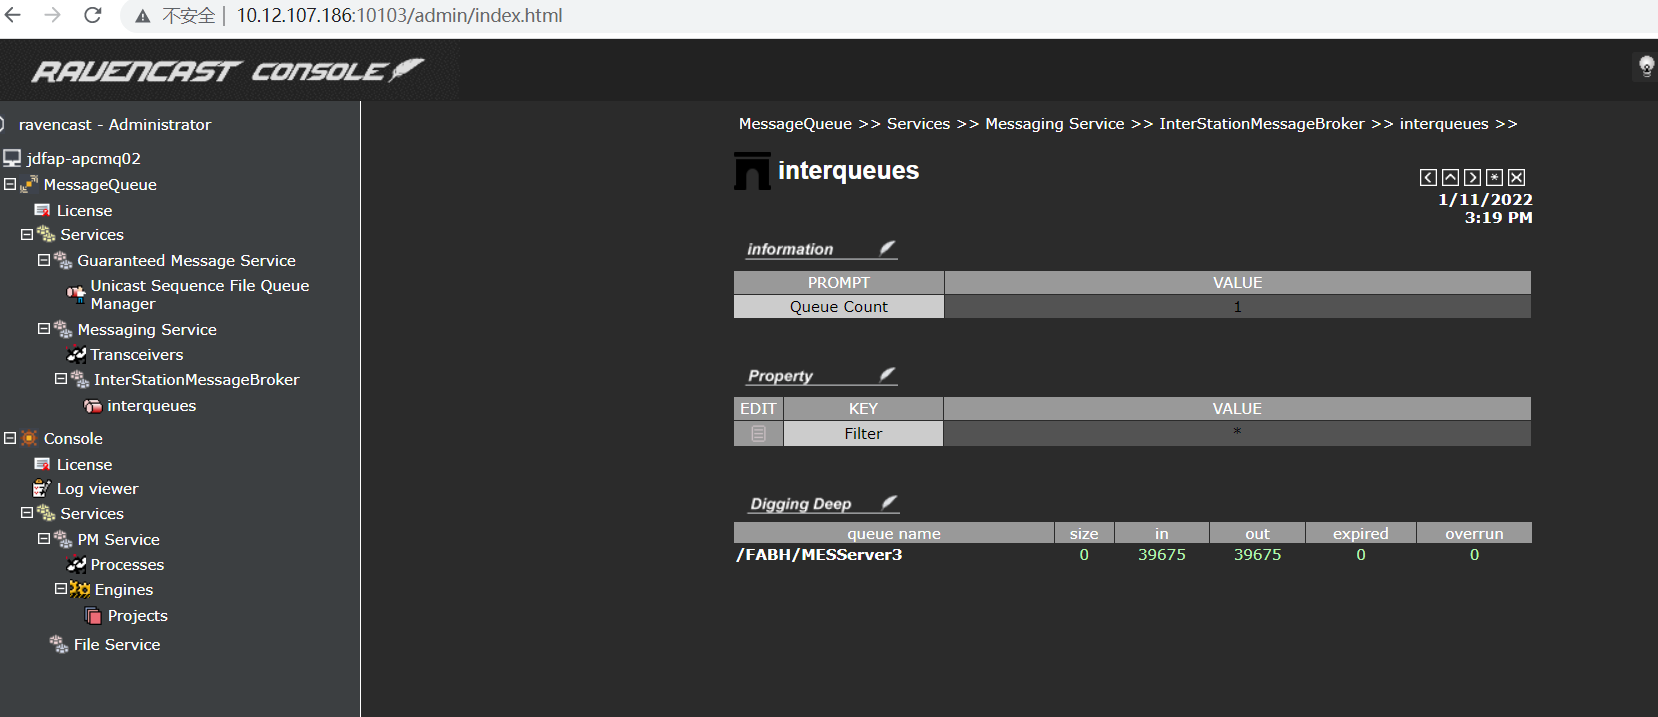 不安全 | 10.12.107.186:10103/admin/index.html
RAVENCAST CONSOLE
ravencast - Administrator
jdfap-apcmq02
MessageQueue
License
Services
Guaranteed Message Service
Unicast Sequence File Queue
Manager
Messaging Service
Transceivers
InterStationMessageBroker
interqueues
Console
License
Log viewer
Services
PM Service
Processes
Engines
Projects
File Service
MessageQueue >> Services >> Messaging Service >> InterStationMessageBroker >> interqueues >>
interqueues
1/11/2022
3:19 PM
information
PROMPT VALUE
Queue Count 1
Property
EDIT KEY VALUE
Filter *
Digging Deep
queue name size in out expired overrun
/FABH/MESServer3 0 39675 39675 0 0